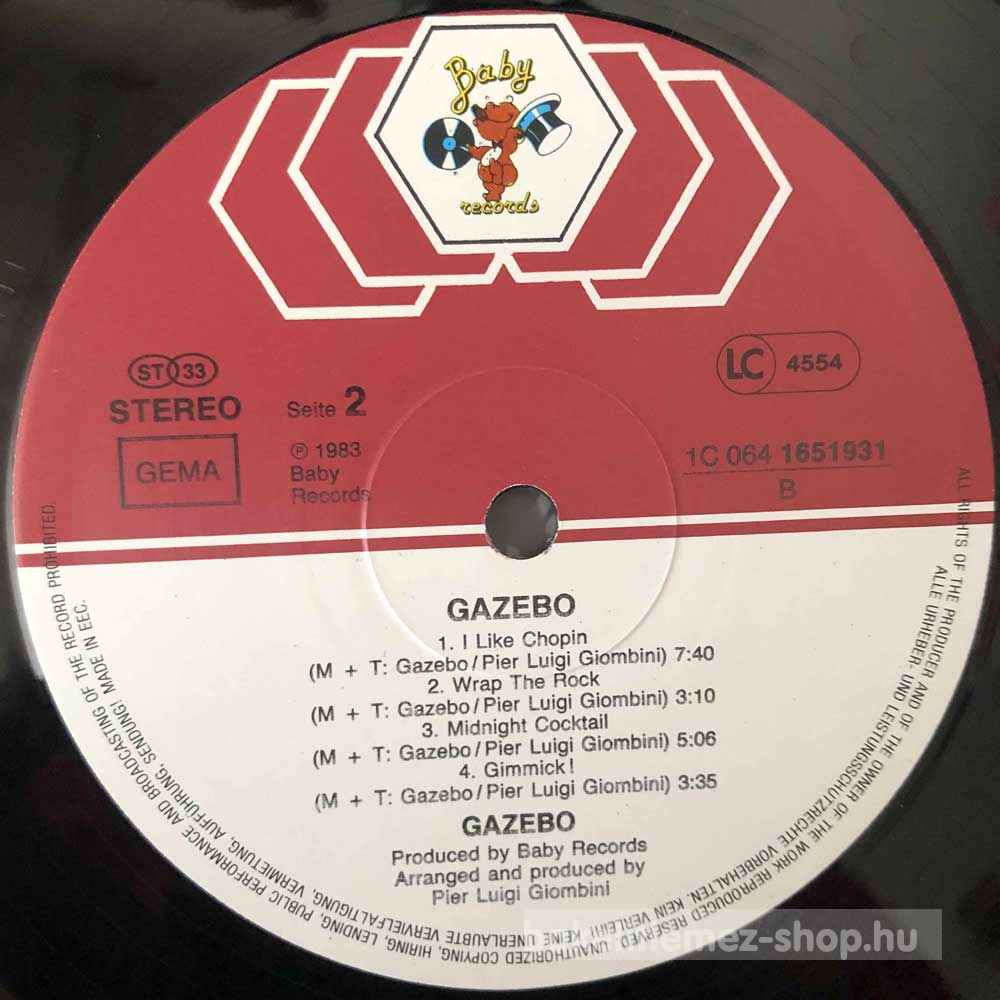 Baby
records
ST 33
STEREO
GEMA
Seite 2
℗ 1983
Baby
Records
LC 4554
1C 064 1651931
B
GAZEBO
1. I Like Chopin
(M + T: Gazebo/Pier Luigi Giombini) 7:40
2. Wrap The Rock
(M + T: Gazebo/Pier Luigi Giombini) 3:10
3. Midnight Cocktail
(M + T: Gazebo/Pier Luigi Giombini) 5:06
4. Gimmick!
(M + T: Gazebo/Pier Luigi Giombini) 3:35
GAZEBO
Produced by Baby Records
Arranged and produced by
Pier Luigi Giombini
ALL RIGHTS OF THE PRODUCER AND OF THE OWNER OF THE WORK REPRODUCED RESERVED. UNAUTHORIZED COPYING, HIRING, LENDING, PUBLIC PERFORMANCE AND BROADCASTING OF THE RECORD PROHIBITED.
ALLE URHEBER- UND LEISTUNGSSCHUTZRECHTE VORBEHALTEN. KEIN VERLEIH! KEINE UNERLAUBTE VERVIELFÄLTIGUNG, VERMIETUNG, AUFFÜHRUNG, SENDUNG! MADE IN EEC.
bakelitlemez-shop.hu